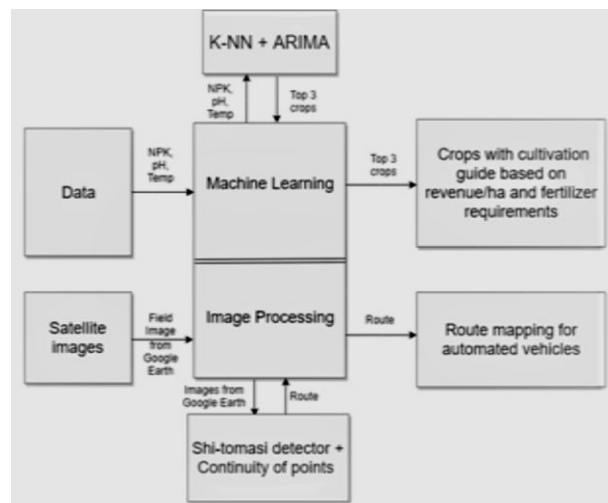 K-NN + ARIMA
NPK,
pH,
Temp
Top 3
crops
Data
NPK,
pH,
Temp
Machine Learning
Top 3
crops
Crops with cultivation
guide based on
revenue/ha and fertilizer
requirements
Satellite
images
Field
Image
from
Google
Earth
Image Processing
Route
Route mapping for
automated vehicles
Images from
Google Earth
Route
Shi-tomasi detector +
Continuity of points